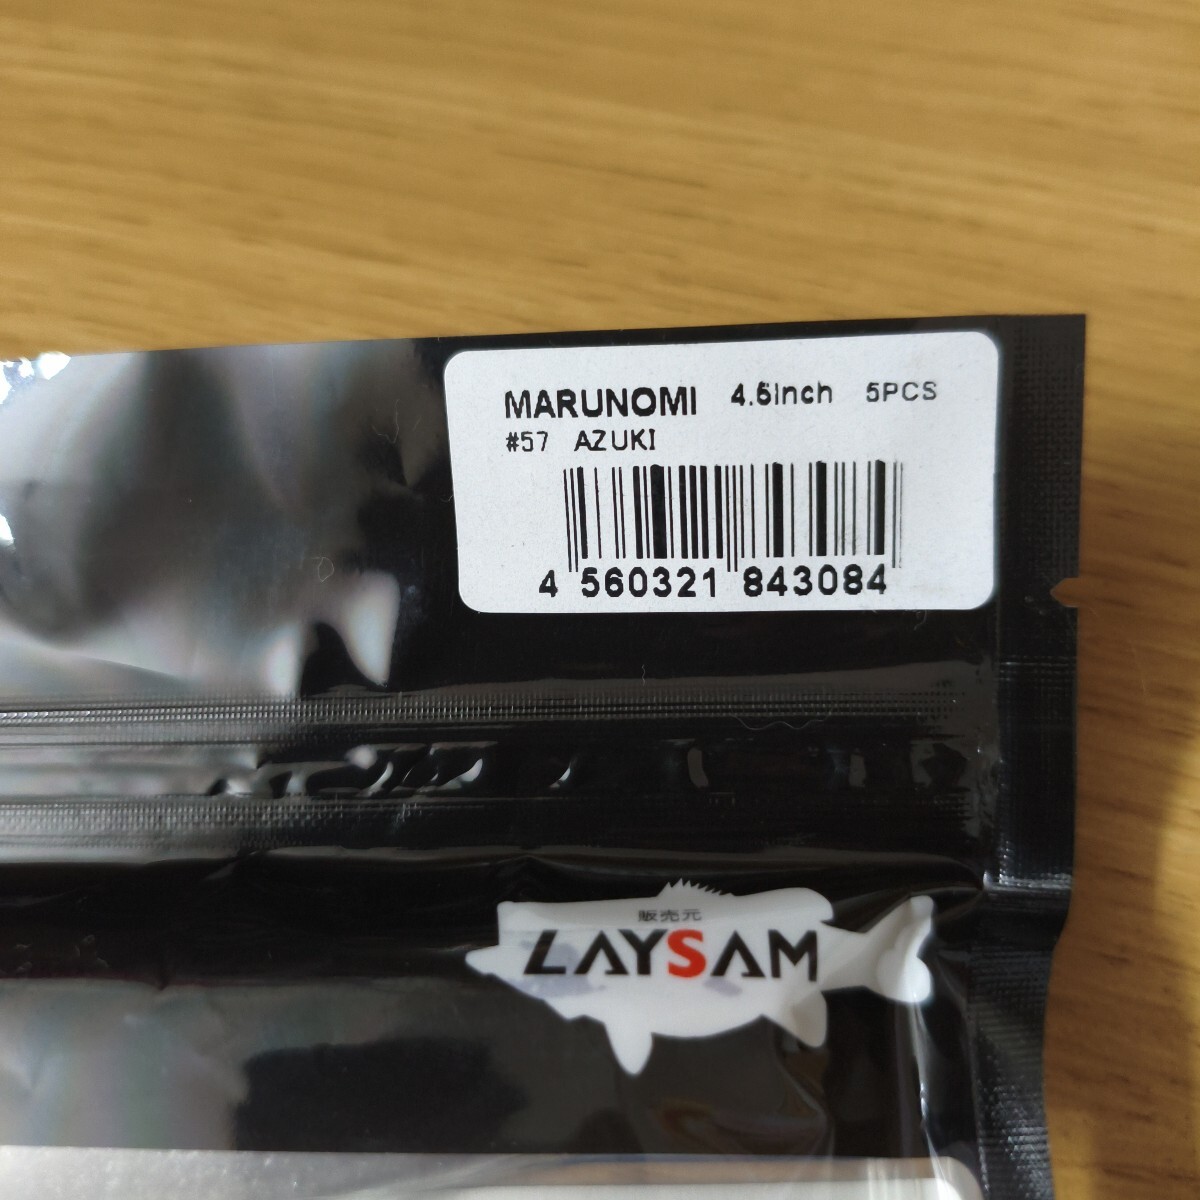 MARUNOMI 4.5inch 5PCS
#57 AZUKI
4 560321 843084
販売元
LAYSAM